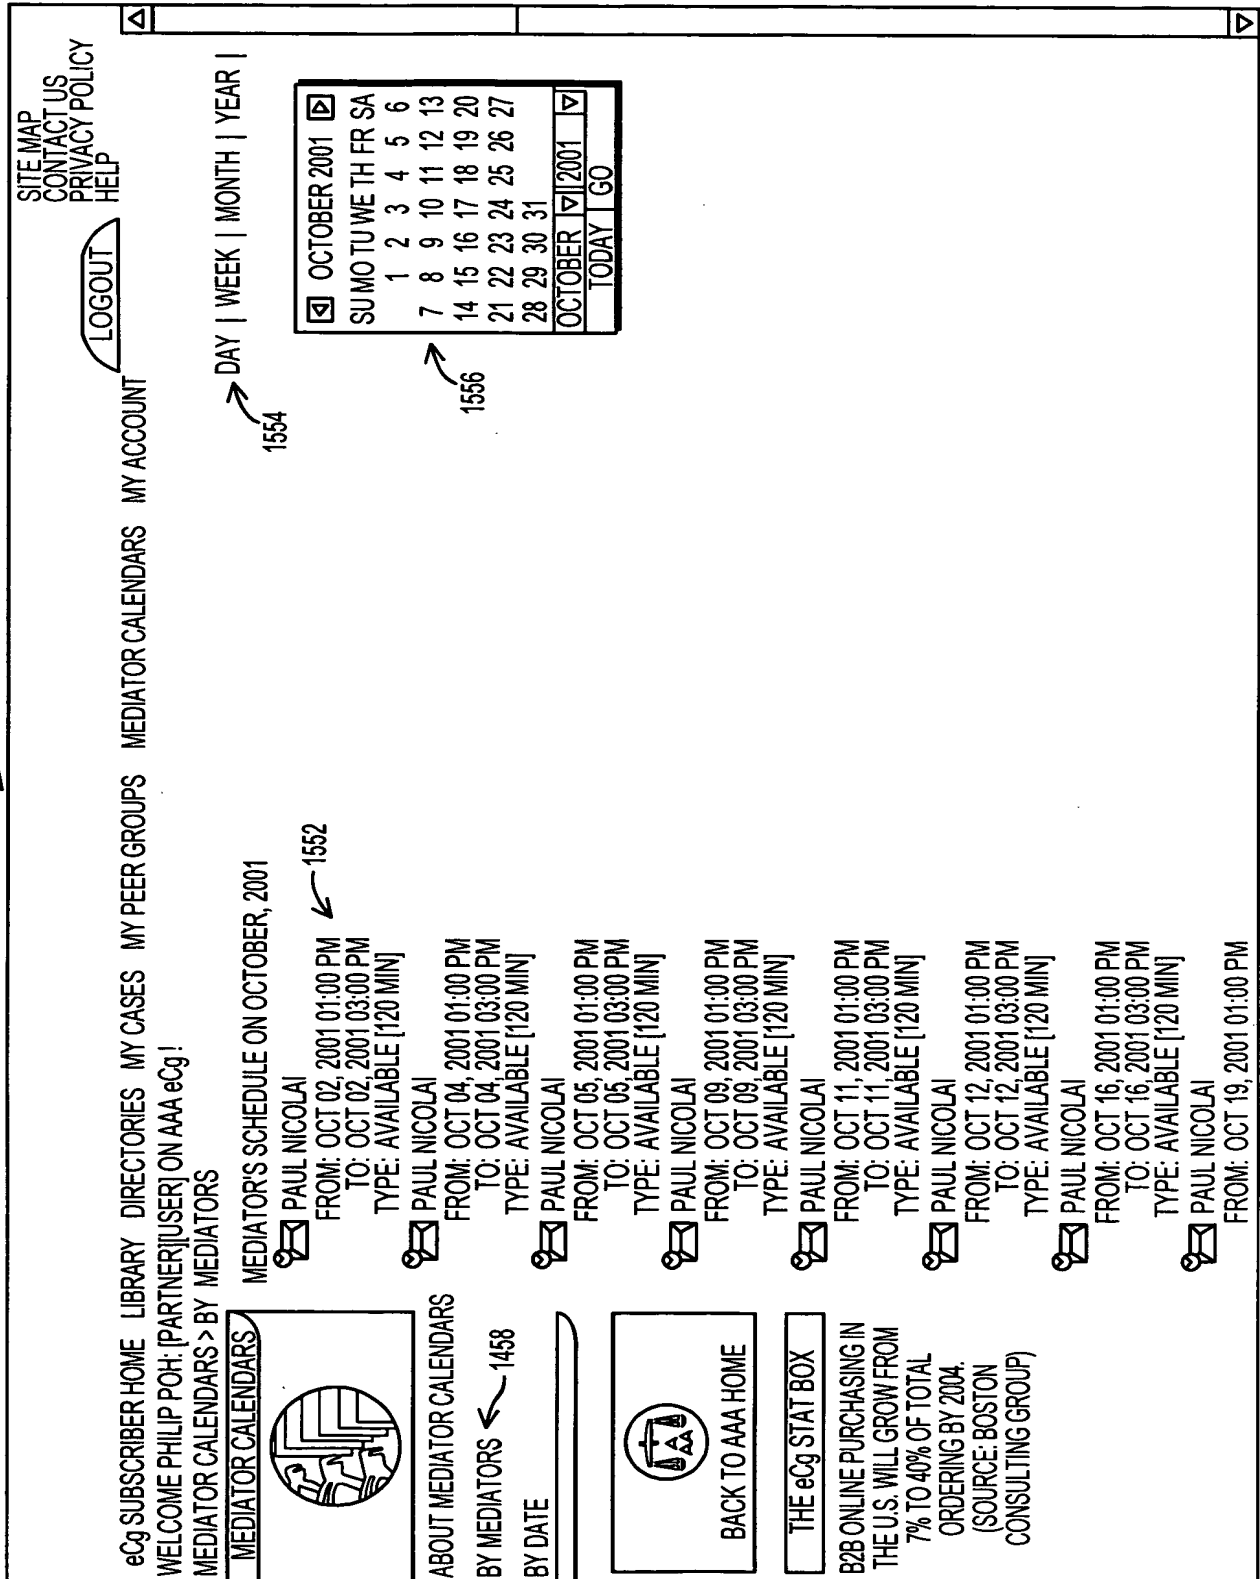 SITE MAP
CONTACT US
PRIVACY POLICY
HELP
LOGOUT
eCg SUBSCRIBER HOME LIBRARY DIRECTORIES MY CASES MY PEER GROUPS MEDIATOR CALENDARS MY ACCOUNT
WELCOME PHILIP POH: [PARTNER][USER] ON AAA eCg !
MEDIATOR CALENDARS > BY MEDIATORS
MEDIATOR CALENDARS
ABOUT MEDIATOR CALENDARS
BY MEDIATORS 1458
BY DATE
AAA
BACK TO AAA HOME
THE eCg STAT BOX
B2B ONLINE PURCHASING IN
THE U.S. WILL GROW FROM
7% TO 40% OF TOTAL
ORDERING BY 2004.
(SOURCE: BOSTON
CONSULTING GROUP)
MEDIATOR'S SCHEDULE ON OCTOBER, 2001
PAUL NICOLAI
FROM: OCT 02, 2001 01:00 PM 1552
TO: OCT 02, 2001 03:00 PM
TYPE: AVAILABLE [120 MIN]
PAUL NICOLAI
FROM: OCT 04, 2001 01:00 PM
TO: OCT 04, 2001 03:00 PM
TYPE: AVAILABLE [120 MIN]
PAUL NICOLAI
FROM: OCT 05, 2001 01:00 PM
TO: OCT 05, 2001 03:00 PM
TYPE: AVAILABLE [120 MIN]
PAUL NICOLAI
FROM: OCT 09, 2001 01:00 PM
TO: OCT 09, 2001 03:00 PM
TYPE: AVAILABLE [120 MIN]
PAUL NICOLAI
FROM: OCT 11, 2001 01:00 PM
TO: OCT 11, 2001 03:00 PM
TYPE: AVAILABLE [120 MIN]
PAUL NICOLAI
FROM: OCT 12, 2001 01:00 PM
TO: OCT 12, 2001 03:00 PM
TYPE: AVAILABLE [120 MIN]
PAUL NICOLAI
FROM: OCT 16, 2001 01:00 PM
TO: OCT 16, 2001 03:00 PM
TYPE: AVAILABLE [120 MIN]
PAUL NICOLAI
FROM: OCT 19, 2001 01:00 PM
DAY | WEEK | MONTH | YEAR |
1554
OCTOBER 2001
SU MO TU WE TH FR SA
1 2 3 4 5 6
7 8 9 10 11 12 13
14 15 16 17 18 19 20
21 22 23 24 25 26 27
28 29 30 31
OCTOBER 2001
TODAY GO
1556